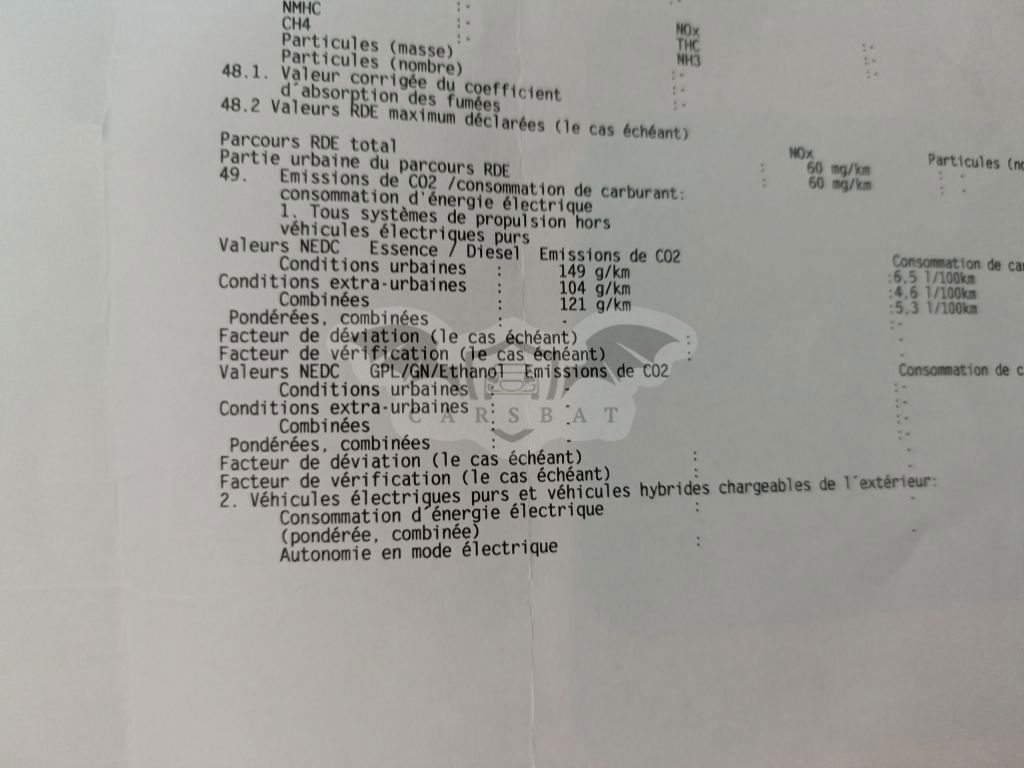 NMHC :-
CH4 :- NOx
Particules (masse) :- THC :-
Particules (nombre) NH3 :-
48.1. Valeur corrigée du coefficient :-
d'absorption des fumées :-
48.2 Valeurs RDE maximum déclarées (le cas échéant)
Parcours RDE total NOx Particules
Partie urbaine du parcours RDE : 60 mg/km : -
49. Emissions de CO2 /consommation de carburant: : 60 mg/km : -
consommation d'énergie électrique
1. Tous systèmes de propulsion hors
véhicules électriques purs
Valeurs NEDC Essence / Diesel Emissions de CO2 Consommation de
Conditions urbaines : 149 g/km :6,5 l/100km
Conditions extra-urbaines : 104 g/km :4,6 l/100km
Combinées : 121 g/km :5,3 l/100km
Pondérées, combinées : - :-
Facteur de déviation (le cas échéant) : -
Facteur de vérification (le cas échéant) : -
Valeurs NEDC GPL/GN/Ethanol Emissions de CO2 Consommation de
Conditions urbaines : - :-
Conditions extra-urbaines : - :-
Combinées : - :-
Pondérées, combinées : - :-
Facteur de déviation (le cas échéant) : -
Facteur de vérification (le cas échéant) : -
2. Véhicules électriques purs et véhicules hybrides chargeables de l'extérieur:
Consommation d'énergie électrique : -
(pondérée, combinée)
Autonomie en mode électrique : -
CARSBAT